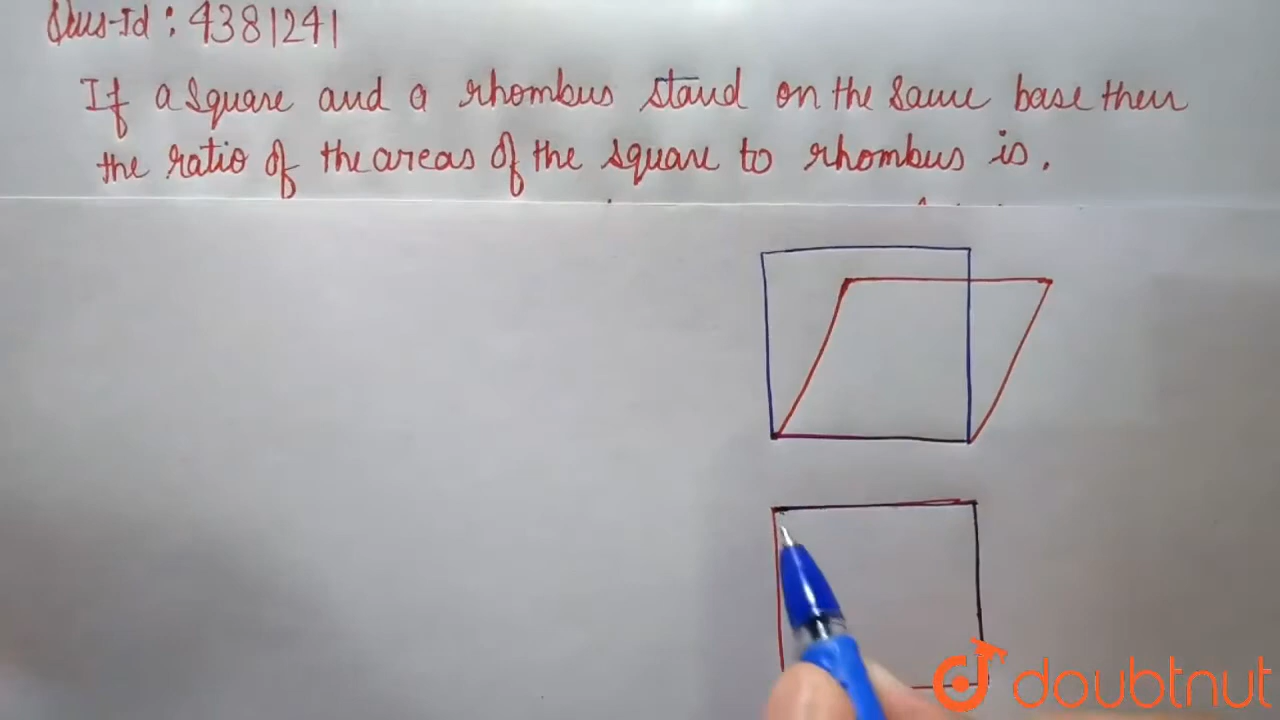 Qus-Id : 4381241
If a square and a rhombus stand on the same base then
the ratio of the areas of the square to rhombus is.
doubtnut